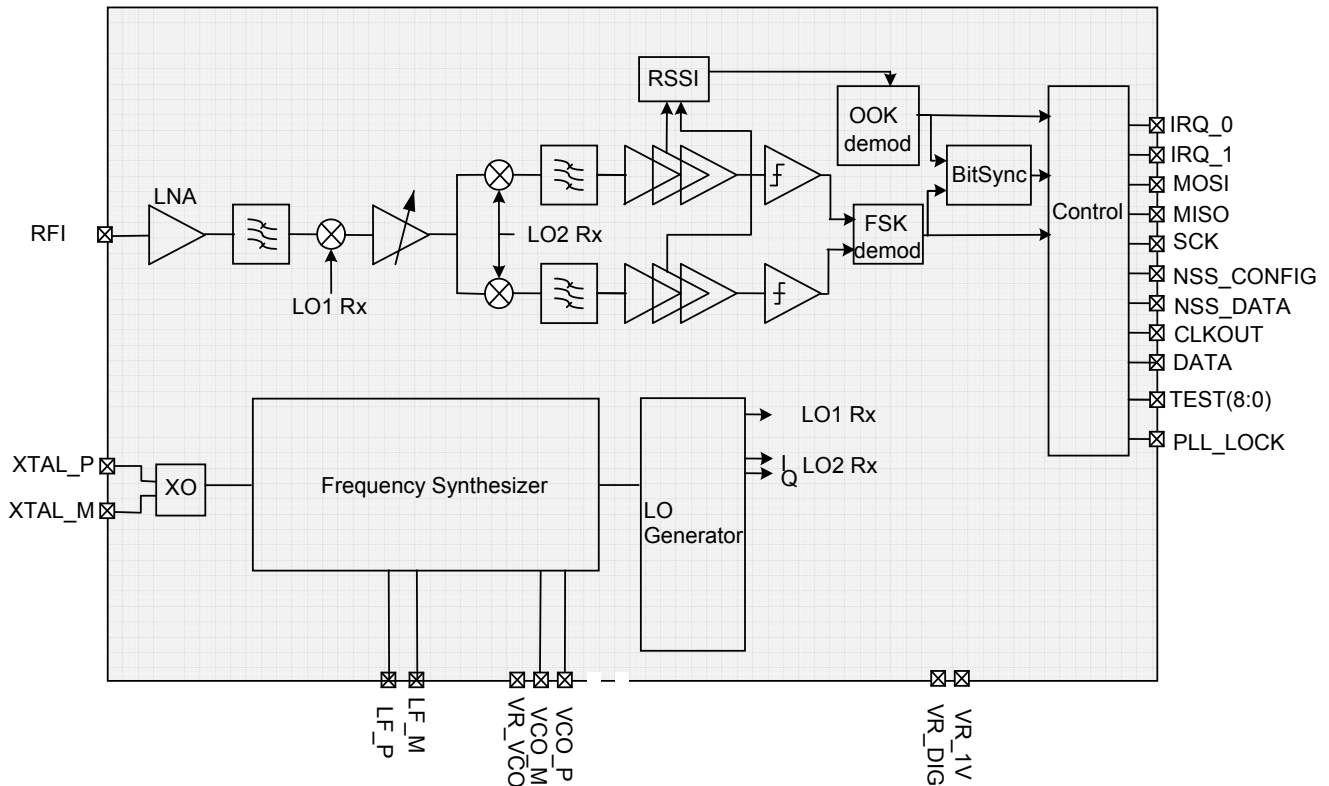 RSSI
OOK
demod
IRQ_0
IRQ_1
BitSync
MOSI
LNA
Control
MISO
RFI
LO2 Rx
FSK
demod
SCK
NSS_CONFIG
LO1 Rx
NSS_DATA
CLKOUT
DATA
TEST(8:0)
LO1 Rx
PLL_LOCK
XTAL_P
I
LO2 Rx
Q
XO
Frequency Synthesizer
XTAL_M
LO
Generator
LF_P
LF_M
VR_VCO
VCO_M
VCO_P
VR_DIG
VR_1V